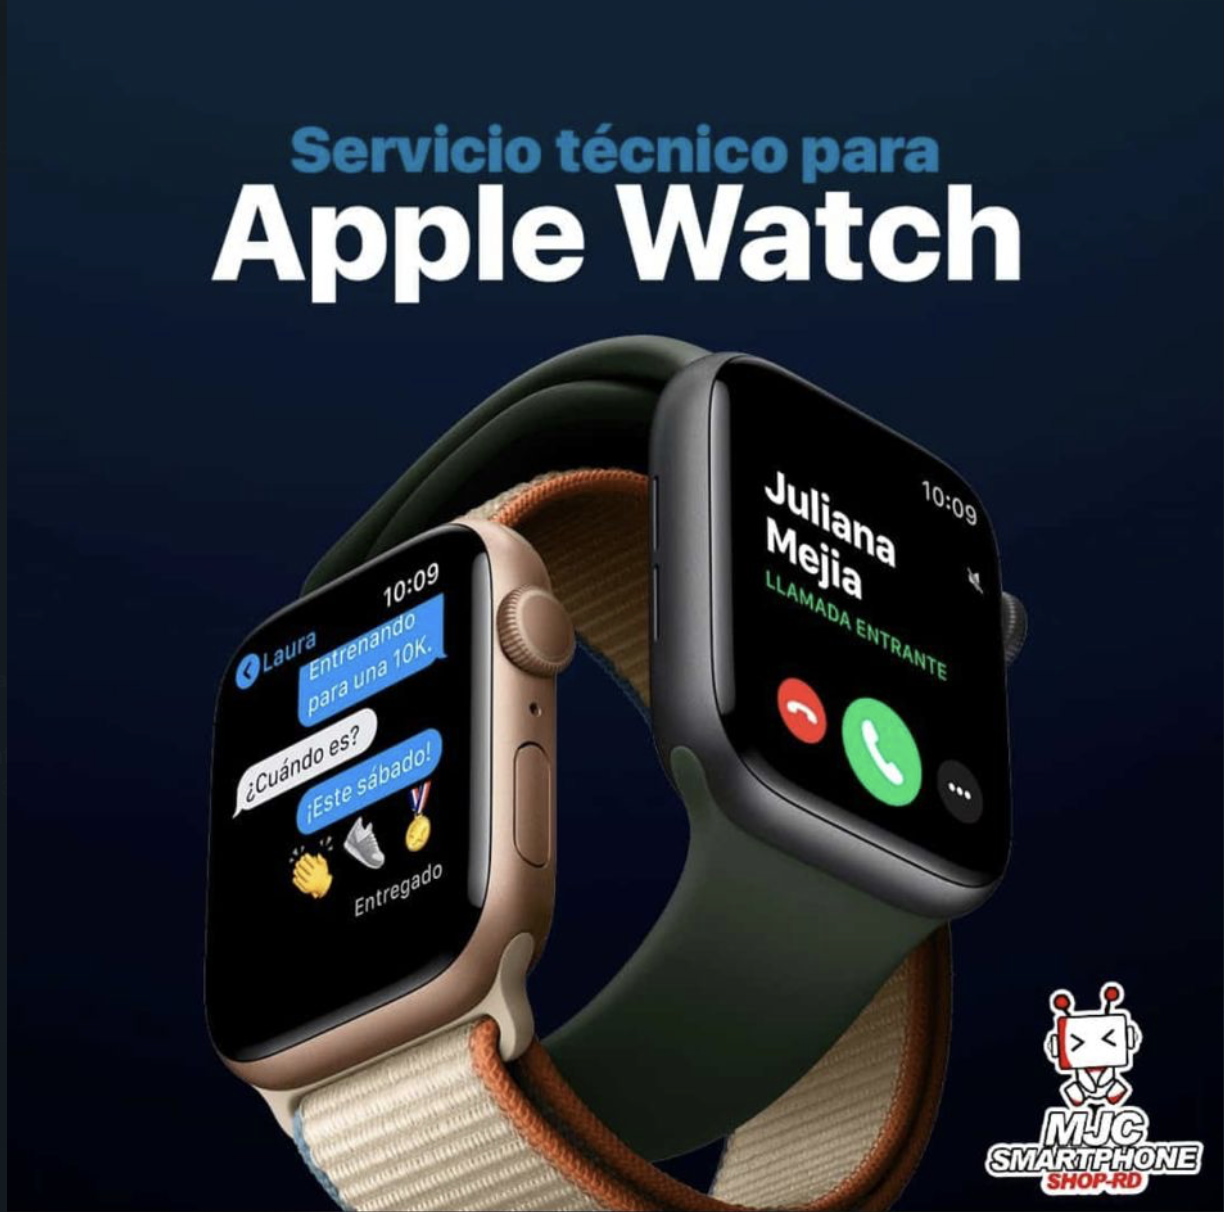 Servicio técnico para
Apple Watch
10:09
Laura
Entrenando
para una 10K.
¿Cuándo es?
¡Este sábado!
Entregado
10:09
Juliana
Mejia
LLAMADA ENTRANTE
MJC
SMARTPHONE
SHOP-RD